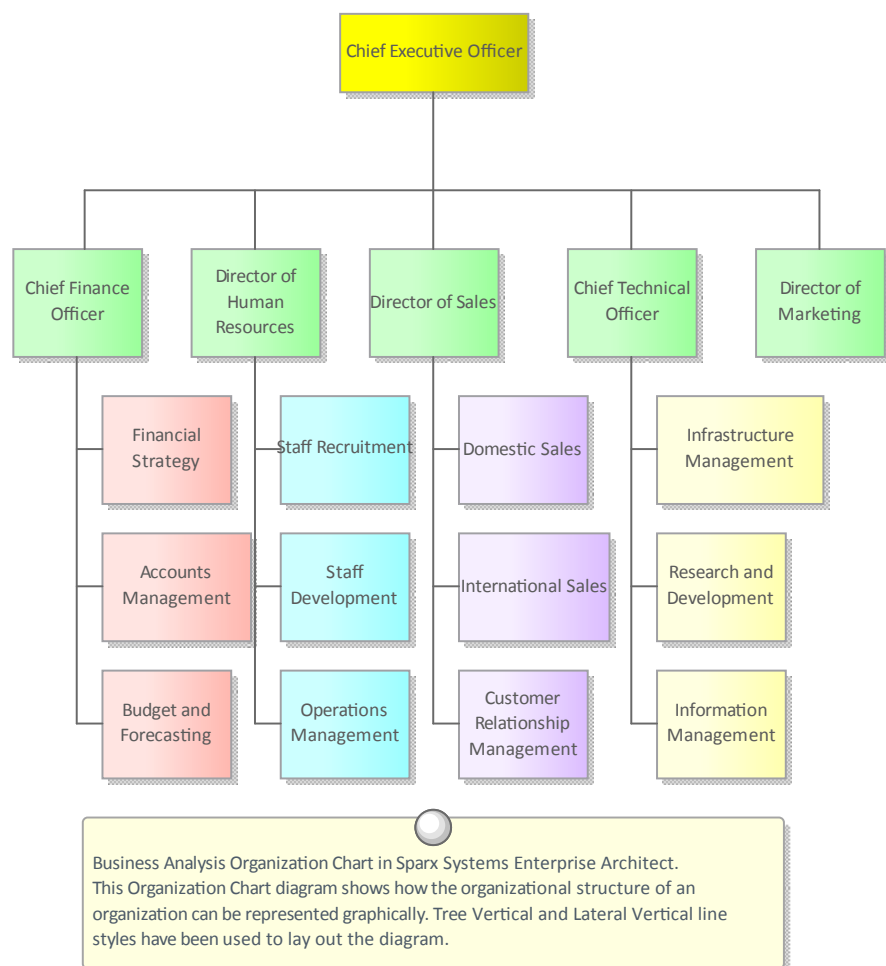 Chief Executive Officer
Chief Finance
Officer
Director of
Human
Resources
Director of Sales
Chief Technical
Officer
Director of
Marketing
Financial
Strategy
Staff Recruitment
Domestic Sales
Infrastructure
Management
Accounts
Management
Staff
Development
International Sales
Research and
Development
Budget and
Forecasting
Operations
Management
Customer
Relationship
Management
Information
Management
Business Analysis Organization Chart in Sparx Systems Enterprise Architect.
This Organization Chart diagram shows how the organizational structure of an
organization can be represented graphically. Tree Vertical and Lateral Vertical line
styles have been used to lay out the diagram.